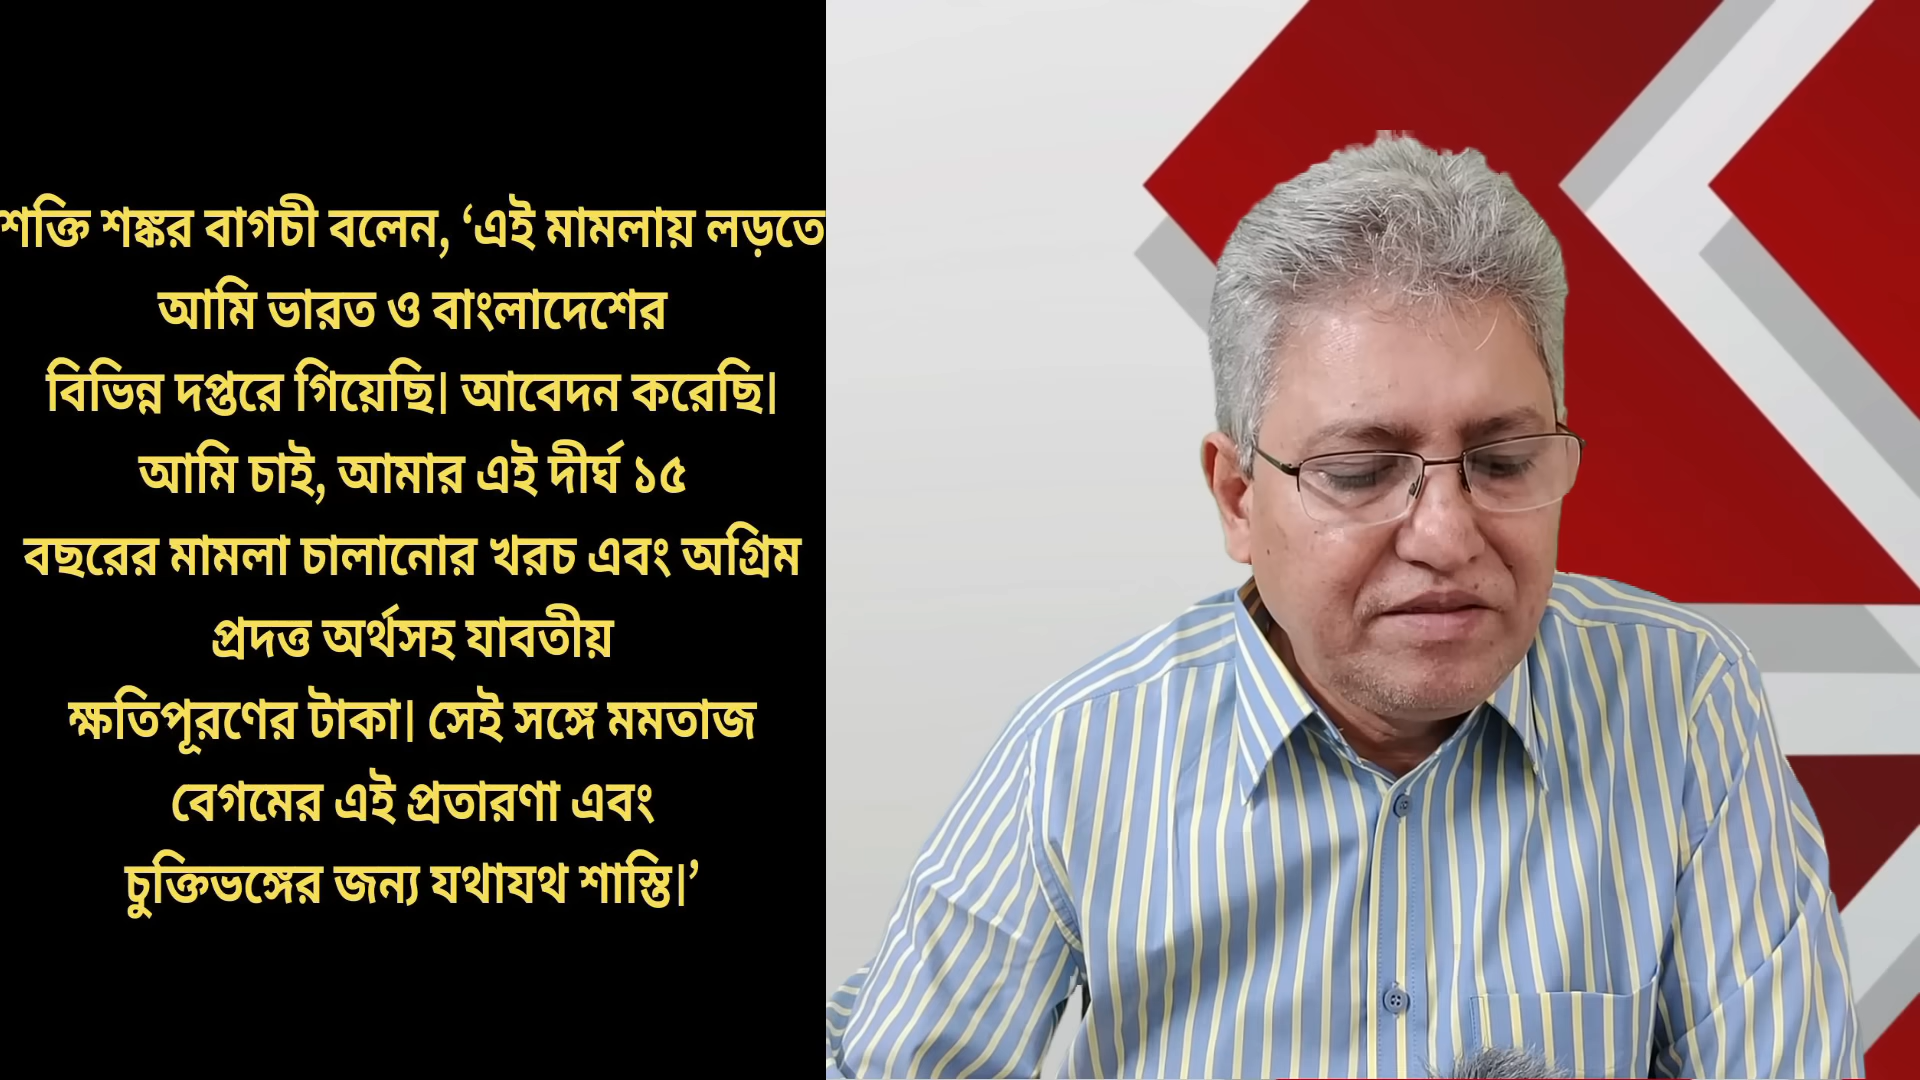 শক্তি শঙ্কর বাগচী বলেন, ‘এই মামলায় লড়তে
আমি ভারত ও বাংলাদেশের
বিভিন্ন দপ্তরে গিয়েছি। আবেদন করেছি।
আমি চাই, আমার এই দীর্ঘ ১৫
বছরের মামলা চালানোর খরচ এবং অগ্রিম
প্রদত্ত অর্থসহ যাবতীয়
ক্ষতিপূরণের টাকা। সেই সঙ্গে মমতাজ
বেগমের এই প্রতারণা এবং
চুক্তিভঙ্গের জন্য যথাযথ শাস্তি।’